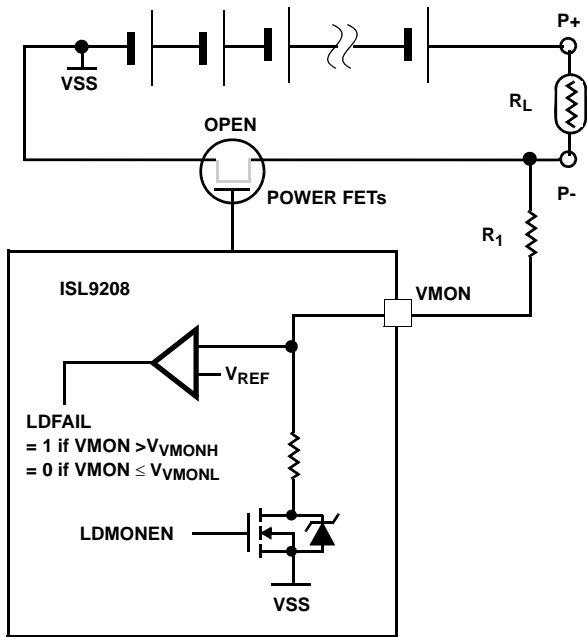 P+
VSS
RL
OPEN
P-
POWER FETs
R1
ISL9208
VMON
VREF
LDFAIL
= 1 if VMON >VVMONH
= 0 if VMON ≤ VVMONL
LDMONEN
VSS